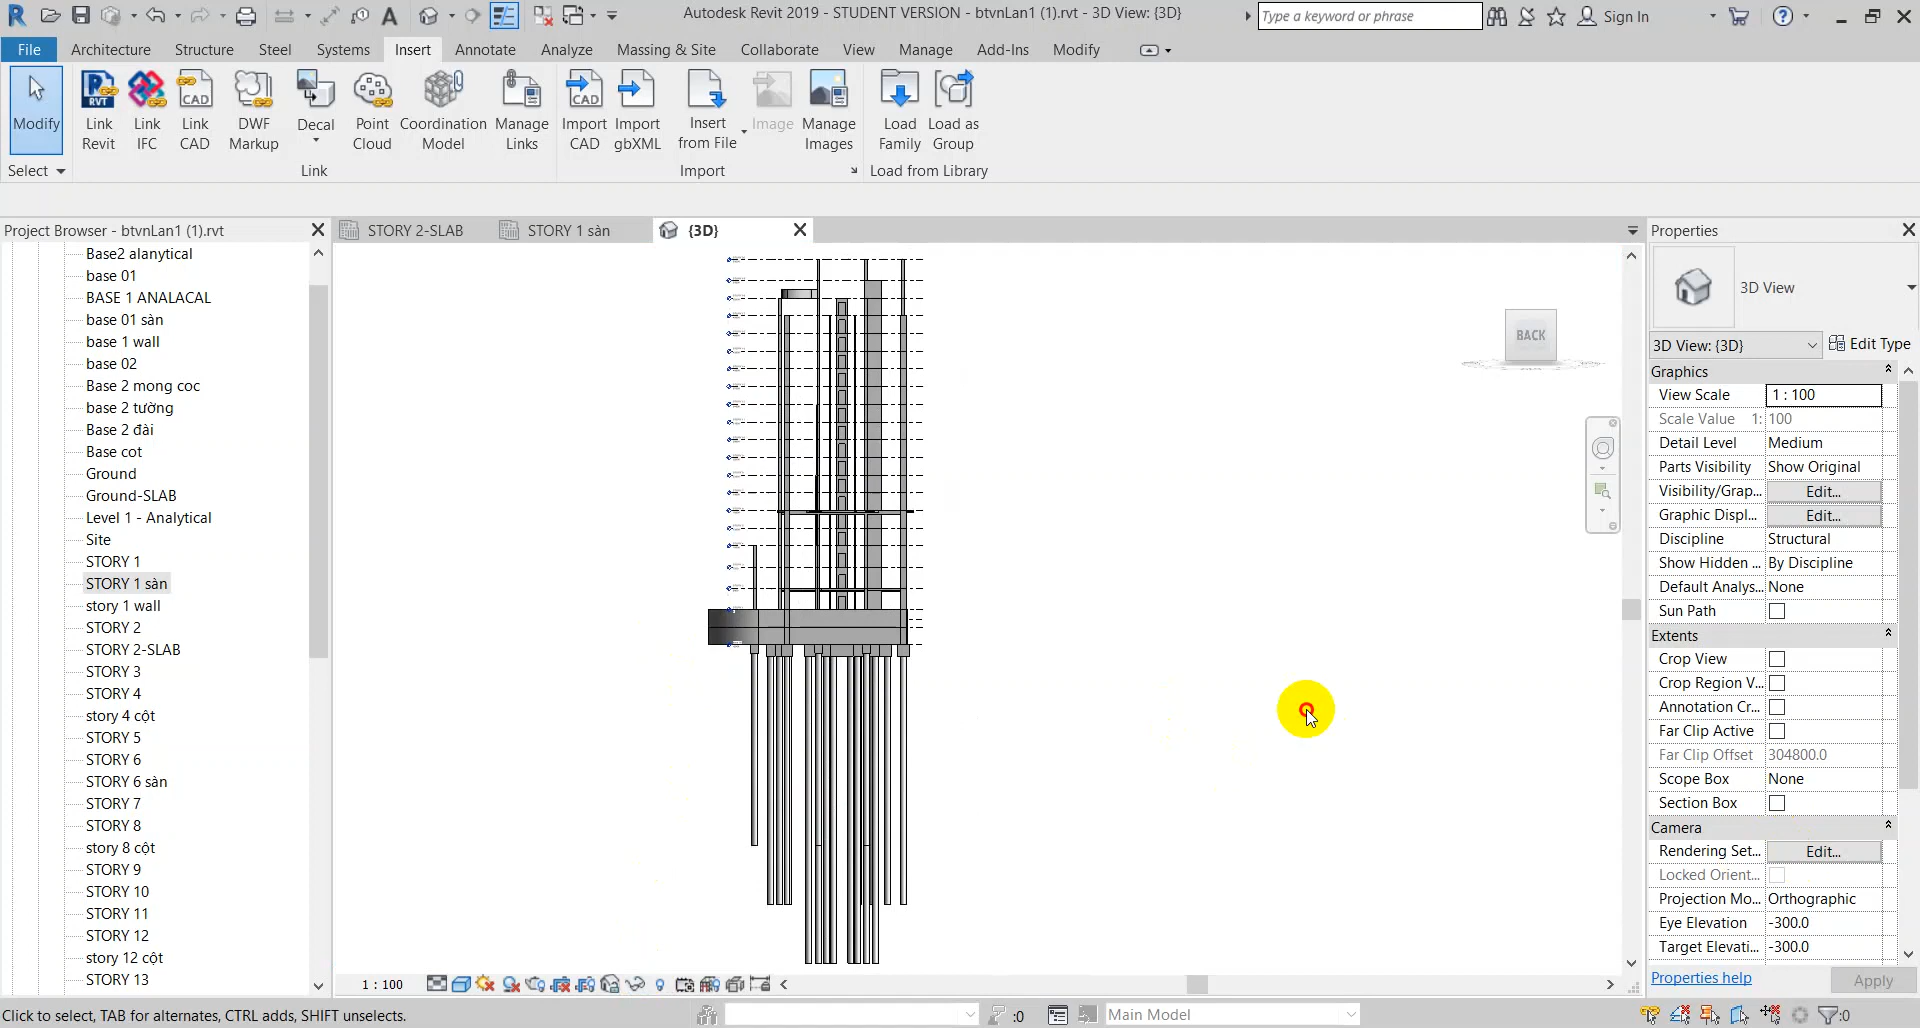 Autodesk Revit 2019 - STUDENT VERSION - btvnLan1 (1).rvt - 3D View: {3D}
Type a keyword or phrase
Sign In
File Architecture Structure Steel Systems Insert Annotate Analyze Massing & Site Collaborate View Manage Add-Ins Modify
Modify
Link Revit
Link IFC
Link CAD
DWF Markup
Decal
Point Cloud
Coordination Model
Manage Links
Import CAD
Import gbXML
Insert from File
Image
Manage Images
Load Family
Load as Group
Select
Link
Import
Load from Library
Project Browser - btvnLan1 (1).rvt
Base2 alanytical
base 01
BASE 1 ANALACAL
base 01 sàn
base 1 wall
base 02
Base 2 mong coc
base 2 tường
Base 2 đài
Base cot
Ground
Ground-SLAB
Level 1 - Analytical
Site
STORY 1
STORY 1 sàn
story 1 wall
STORY 2
STORY 2-SLAB
STORY 3
STORY 4
story 4 cột
STORY 5
STORY 6
STORY 6 sàn
STORY 7
STORY 8
story 8 cột
STORY 9
STORY 10
STORY 11
STORY 12
story 12 cột
STORY 13
STORY 2-SLAB
STORY 1 sàn
{3D}
BACK
1 : 100
Properties
3D View
3D View: {3D}
Edit Type
Graphics
View Scale 1 : 100
Scale Value 1: 100
Detail Level Medium
Parts Visibility Show Original
Visibility/Grap... Edit...
Graphic Displ... Edit...
Discipline Structural
Show Hidden ... By Discipline
Default Analys... None
Sun Path
Extents
Crop View
Crop Region V...
Annotation Cr...
Far Clip Active
Far Clip Offset 304800.0
Scope Box None
Section Box
Camera
Rendering Set... Edit...
Locked Orient...
Projection Mo... Orthographic
Eye Elevation -300.0
Target Elevati... -300.0
Properties help
Apply
Click to select, TAB for alternates, CTRL adds, SHIFT unselects.
:0
Main Model
:0